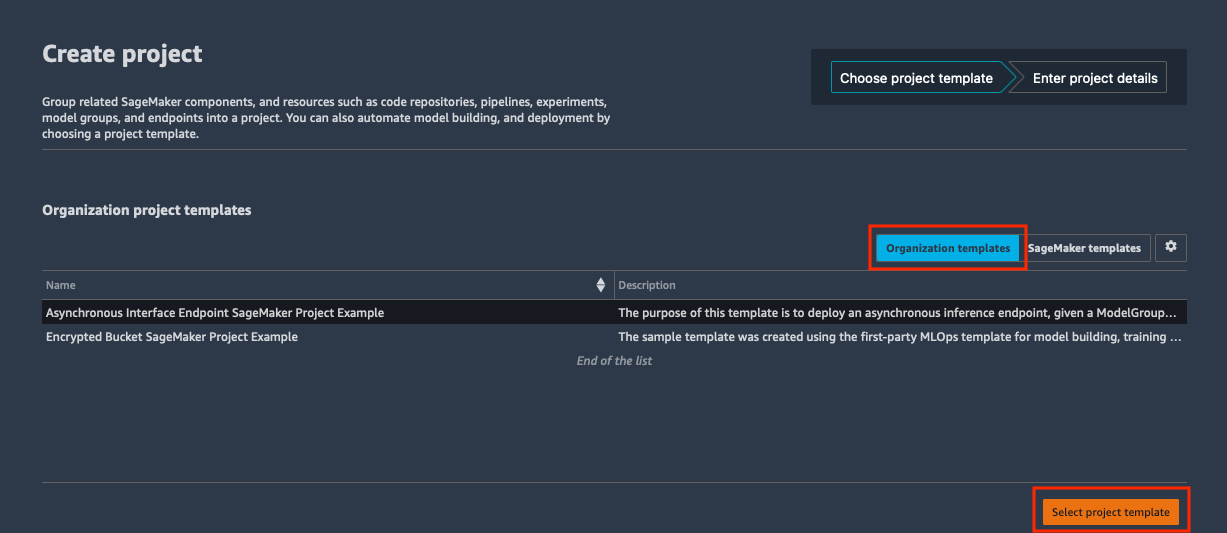 Create project
Choose project template
Enter project details
Group related SageMaker components, and resources such as code repositories, pipelines, experiments,
model groups, and endpoints into a project. You can also automate model building, and deployment by
choosing a project template.
Organization project templates
Organization templates
SageMaker templates
Name
Description
Asynchronous Interface Endpoint SageMaker Project Example
The purpose of this template is to deploy an asynchronous inference endpoint, given a ModelGroup...
Encrypted Bucket SageMaker Project Example
The sample template was created using the first-party MLOps template for model building, training ...
End of the list
Select project template